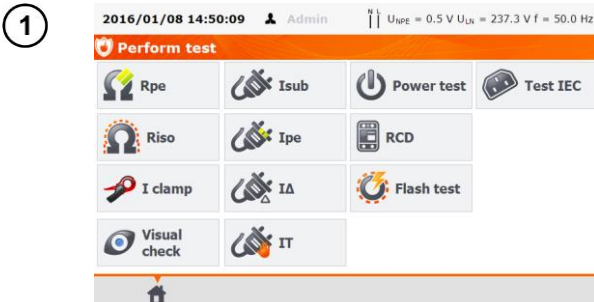 1
2016/01/08 14:50:09 Admin N L UNPE = 0.5 V ULN = 237.3 V f = 50.0 Hz
Perform test
Rpe Isub Power test Test IEC
Riso Ipe RCD
I clamp IΔ Flash test
Visual
check IT